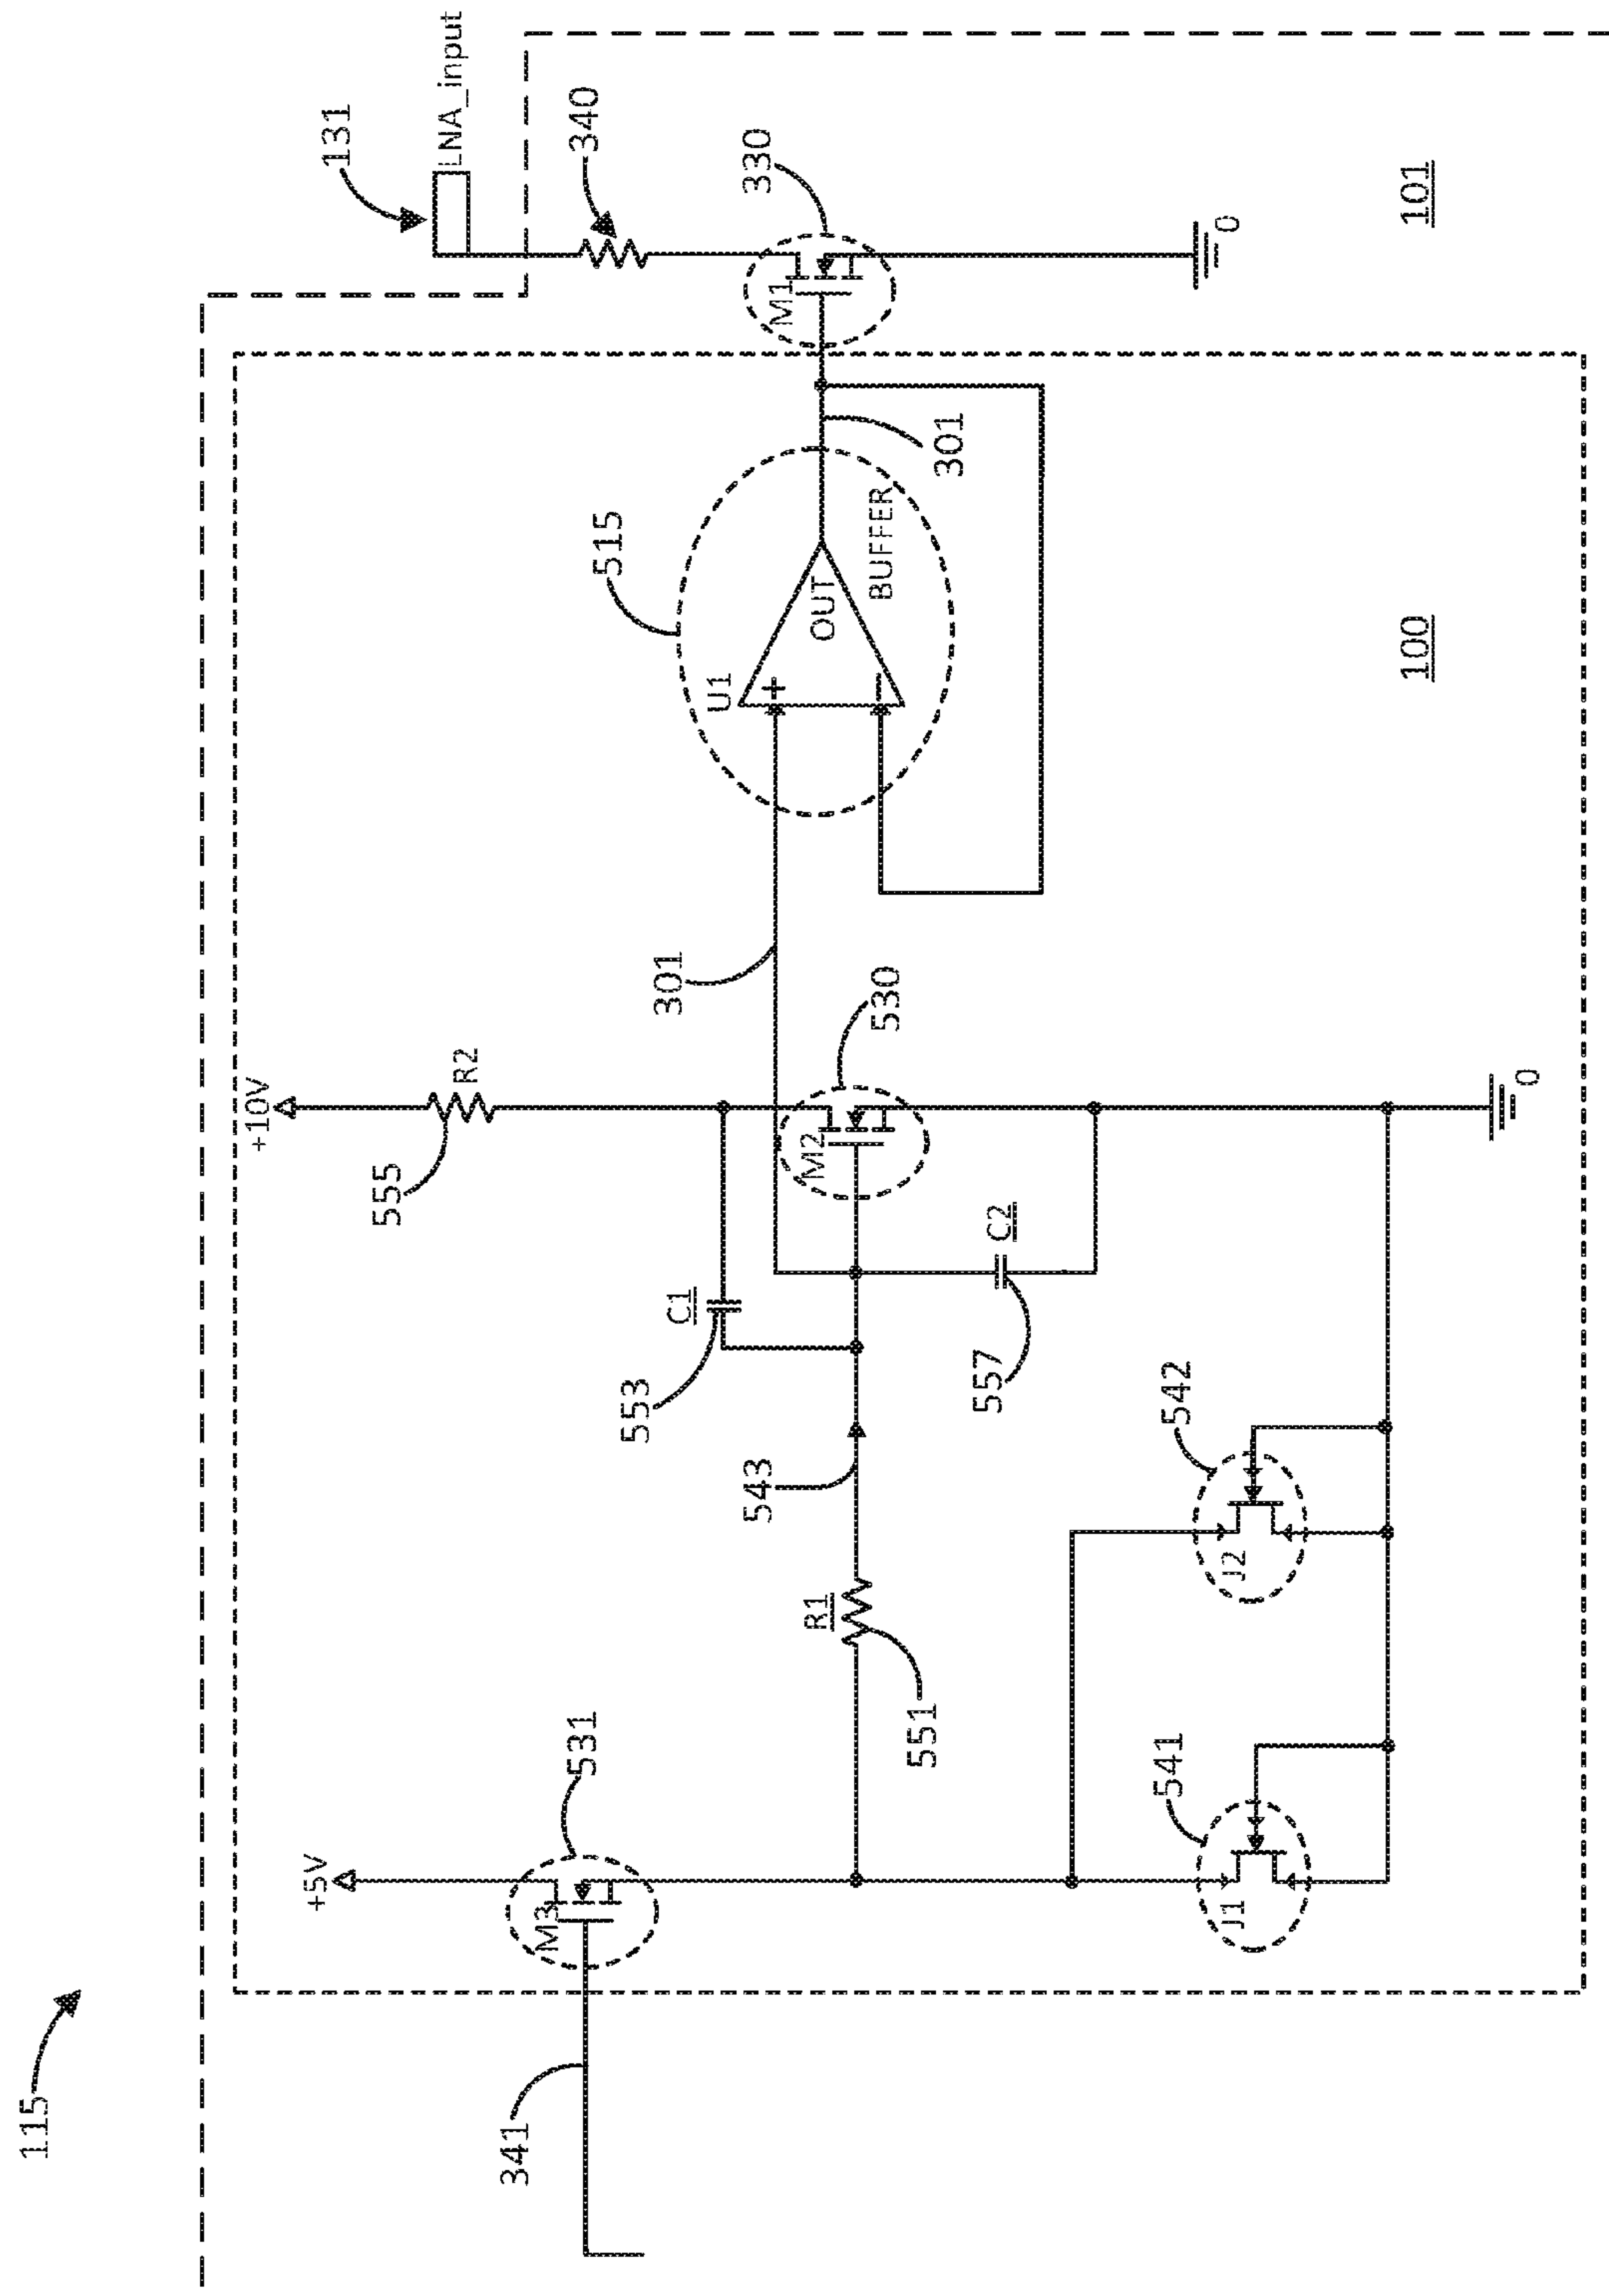 115
341
+5V
M3
531
541
J1
542
J2
R1
551
543
C1
553
C2
557
+10V
R2
555
M2
530
301
U1
+
−
OUT
BUFFER
515
301
M1
330
340
131
LNA_input
0
0
100
101